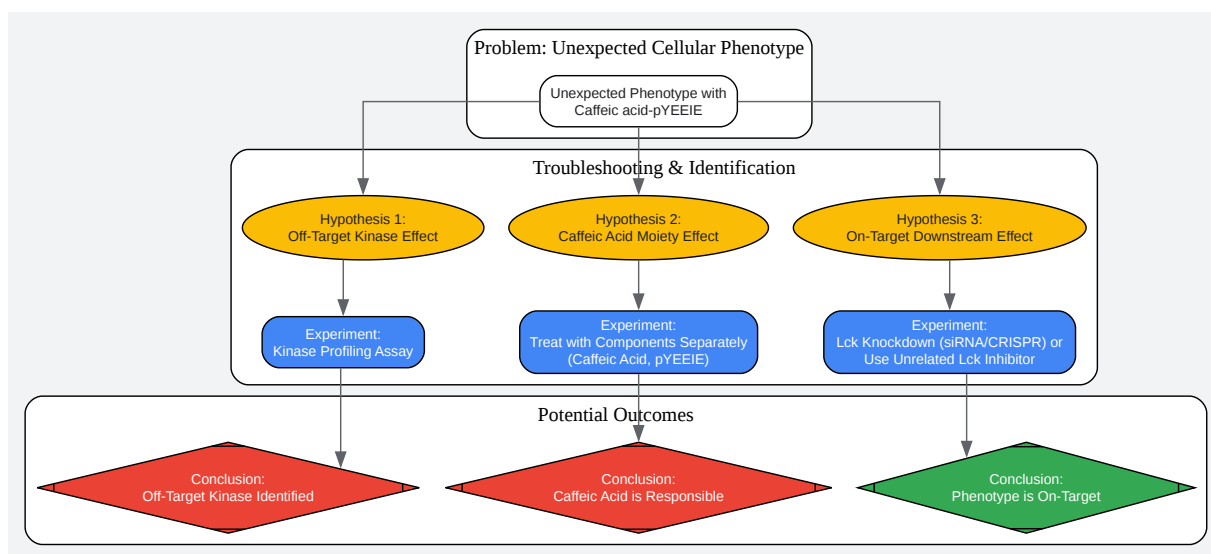 Problem: Unexpected Cellular Phenotype
Unexpected Phenotype with
Caffeic acid-pYEEIE
Troubleshooting & Identification
Hypothesis 1:
Off-Target Kinase Effect
Hypothesis 2:
Caffeic Acid Moiety Effect
Hypothesis 3:
On-Target Downstream Effect
Experiment:
Kinase Profiling Assay
Experiment:
Treat with Components Separately
(Caffeic Acid, pYEEIE)
Experiment:
Lck Knockdown (siRNA/CRISPR) or
Use Unrelated Lck Inhibitor
Potential Outcomes
Conclusion:
Off-Target Kinase Identified
Conclusion:
Caffeic Acid is Responsible
Conclusion:
Phenotype is On-Target